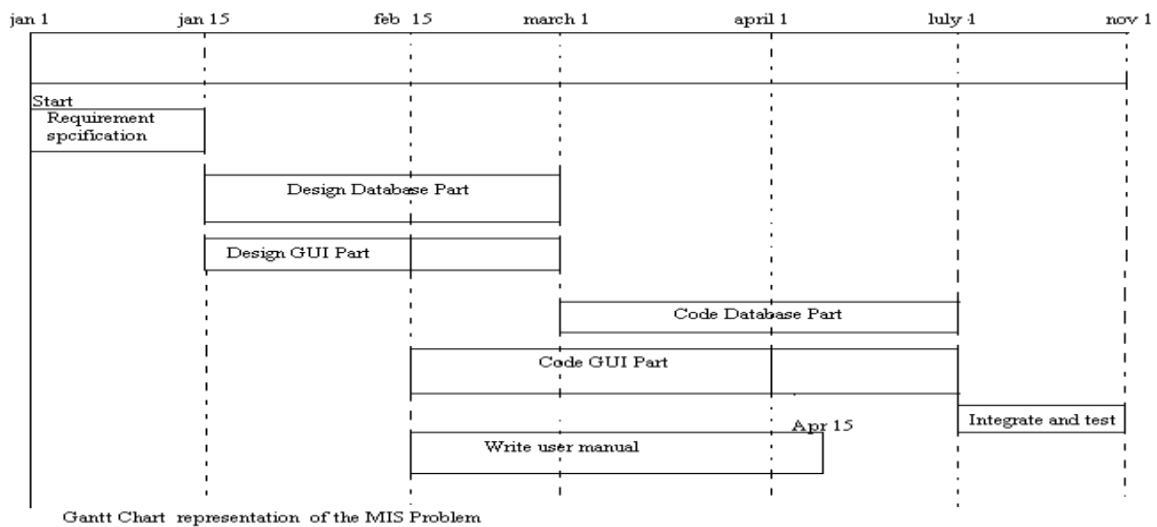 jan 1 jan 15 feb 15 march 1 april 1 luly 1 nov 1
Start
Requirement
spcification
Design Database Part
Design GUI Part
Code Database Part
Code GUI Part
Integrate and test
Apr 15
Write user manual
Gantt Chart representation of the MIS Problem